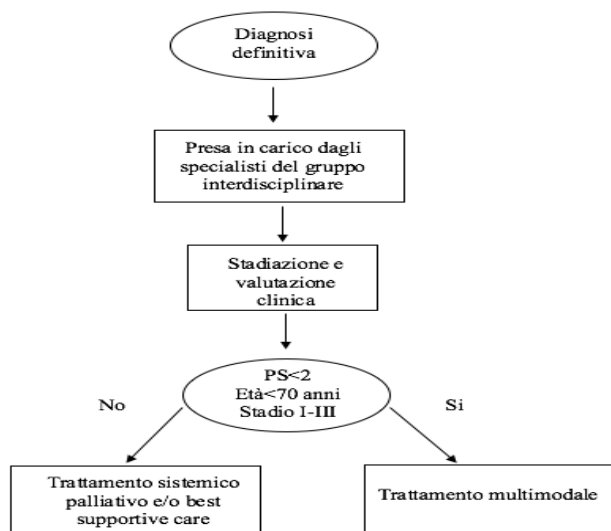 Diagnosi
definitiva
Presa in carico dagli
specialisti del gruppo
interdisciplinare
Stadiazione e
valutazione
clinica
PS<2
Età<70 anni
Stadio I-III
No
Si
Trattamento sistemico
palliativo e/o best
supportive care
Trattamento multimodale